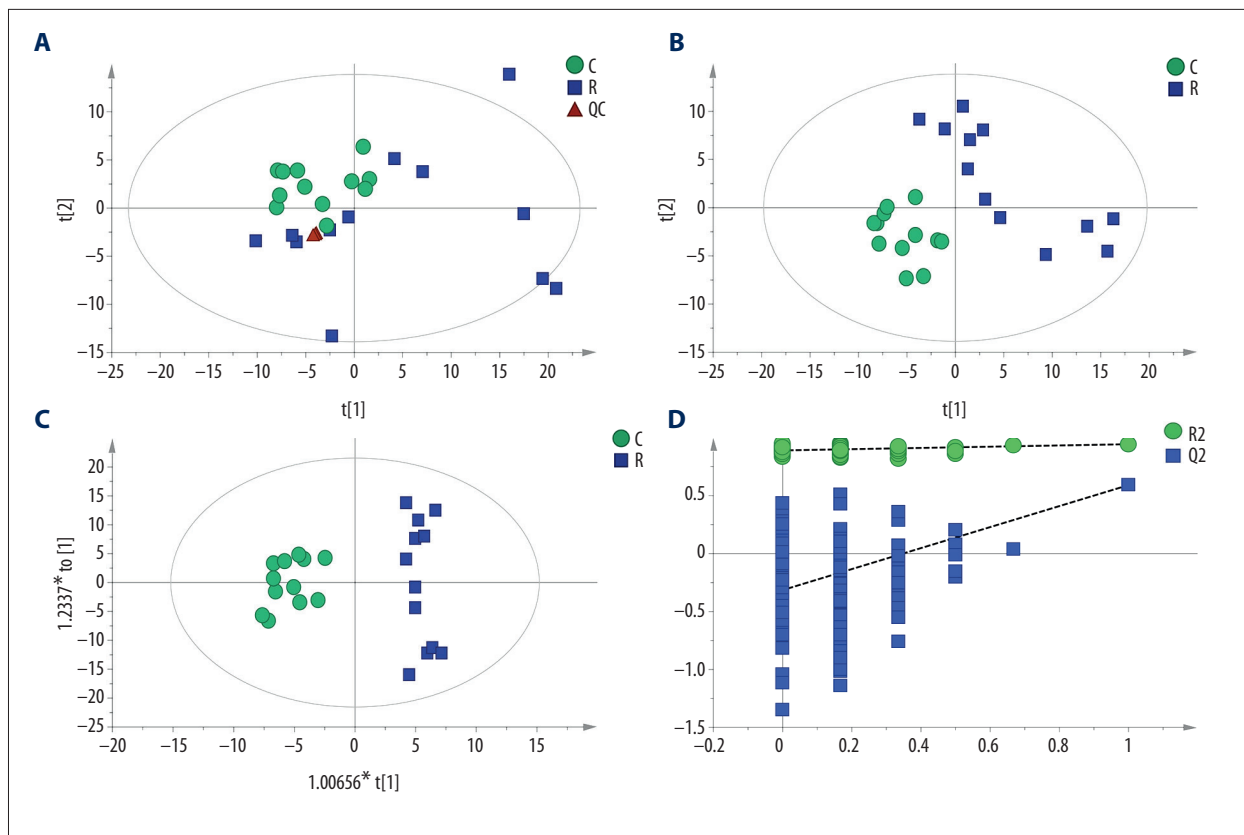 A
C
R
QC
10
5
0
−5
−10
−15
t[2]
−25 −20 −15 −10 −5 0 5 10 15 20
t[1]
B
C
R
10
5
0
−5
−10
−15
t[2]
−25 −20 −15 −10 −5 0 5 10 15 20
t[1]
C
C
R
20
15
10
5
0
−5
−10
−15
−20
−25
1.2337* to [1]
−20 −15 −10 −5 0 5 10 15
1.00656* t[1]
D
R2
Q2
0.5
0
−0.5
−1.0
−1.5
−0.2 0 0.2 0.4 0.6 0.8 1